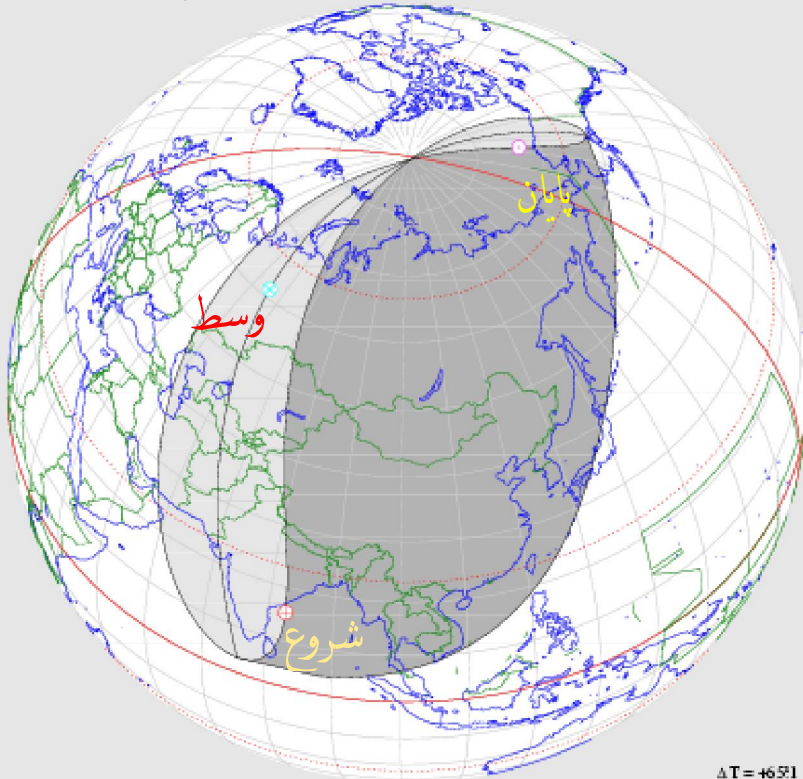 پایان
وسط
شروع
ΔT = +65.1